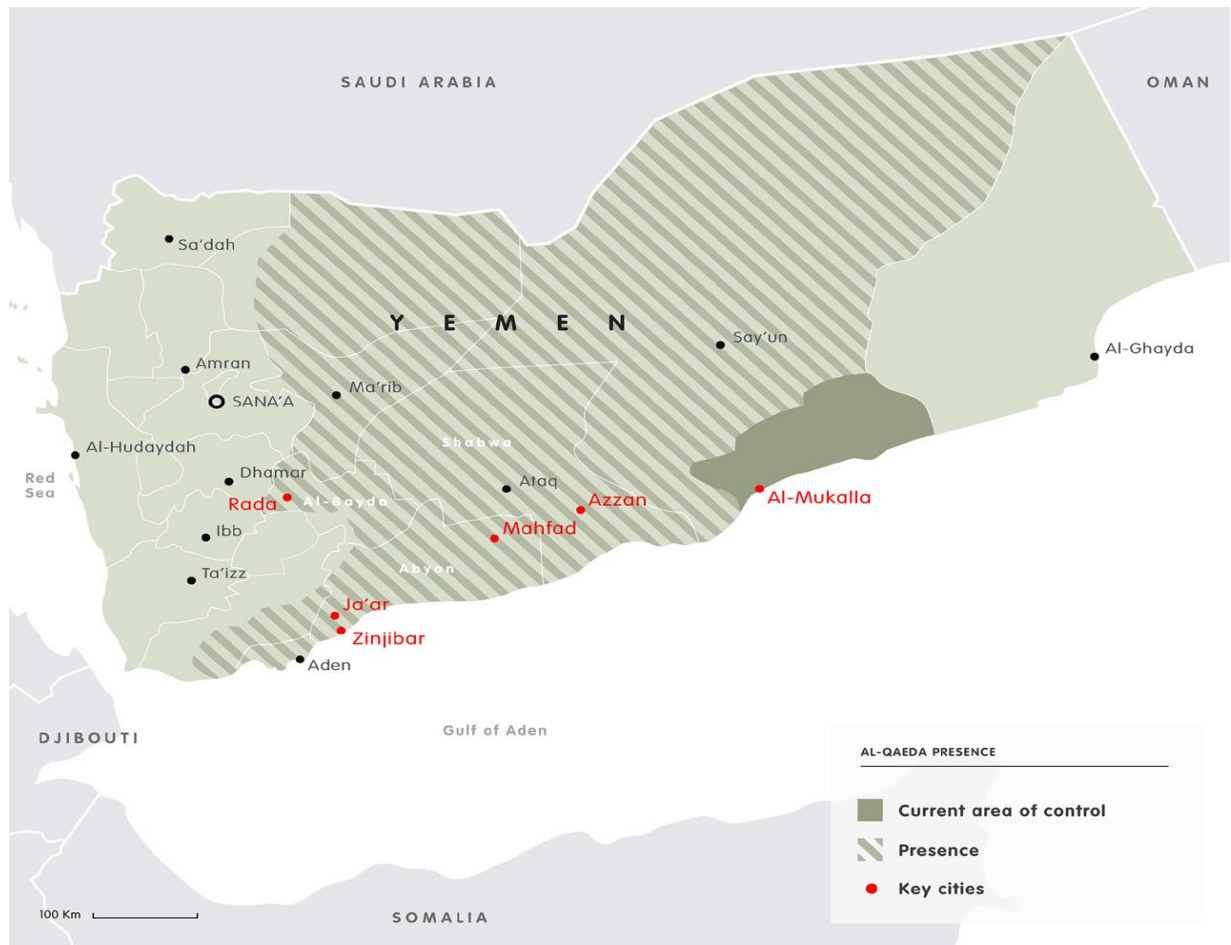 SAUDI ARABIA
OMAN
Sa'dah
YEMEN
Say'un
Al-Ghayda
Amran
Ma'rib
SANA'A
Shabwa
Al-Hudaydah
Red
Sea
Dhamar
Ataq
Rada
Al-Bayda
Azzan
Al-Mukalla
Mahfad
Ibb
Abyan
Ta'izz
Ja'ar
Zinjibar
Aden
Gulf of Aden
DJIBOUTI
AL-QAEDA PRESENCE
Current area of control
Presence
Key cities
100 Km
SOMALIA